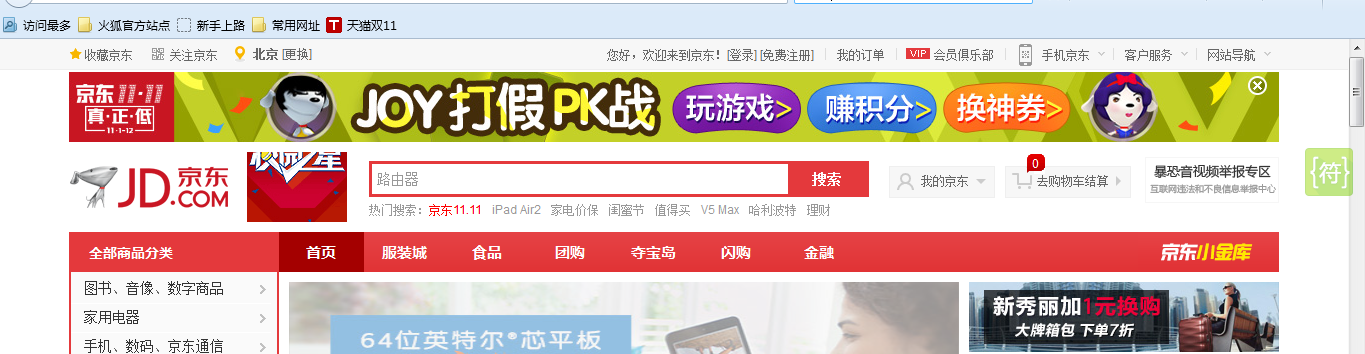 访问最多 火狐官方站点 新手上路 常用网址 天猫双11
收藏京东 关注京东 北京 [更换] 您好，欢迎来到京东！[登录] [免费注册] 我的订单 VIP 会员俱乐部 手机京东 客户服务 网站导航
京东11·11
真·正·低
11.1-12
JOY打假PK战 玩游戏> 赚积分> 换神券>
JD.COM 京东
校园之星
路由器 搜索
我的京东
0
去购物车结算
暴恐音视频举报专区
互联网违法和不良信息举报中心
{符}
热门搜索： 京东11.11 iPad Air2 家电价保 闺蜜节 值得买 V5 Max 哈利波特 理财
全部商品分类 首页 服装城 食品 团购 夺宝岛 闪购 金融 京东小金库
图书、音像、数字商品
家用电器
手机、数码、京东通信
64位英特尔®芯平板
新秀丽加1元换购
大牌箱包 下单7折